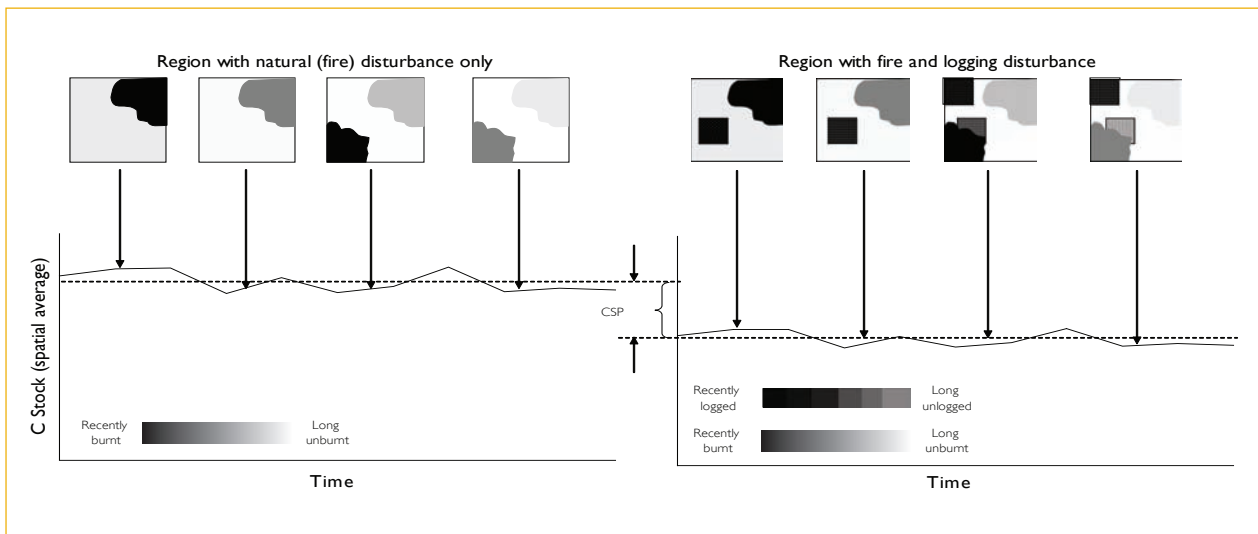 Region with natural (fire) disturbance only
Region with fire and logging disturbance
C Stock (spatial average)
CSP
Recently
burnt
Long
unburnt
Time
Recently
logged
Long
unlogged
Recently
burnt
Long
unbumt
Time